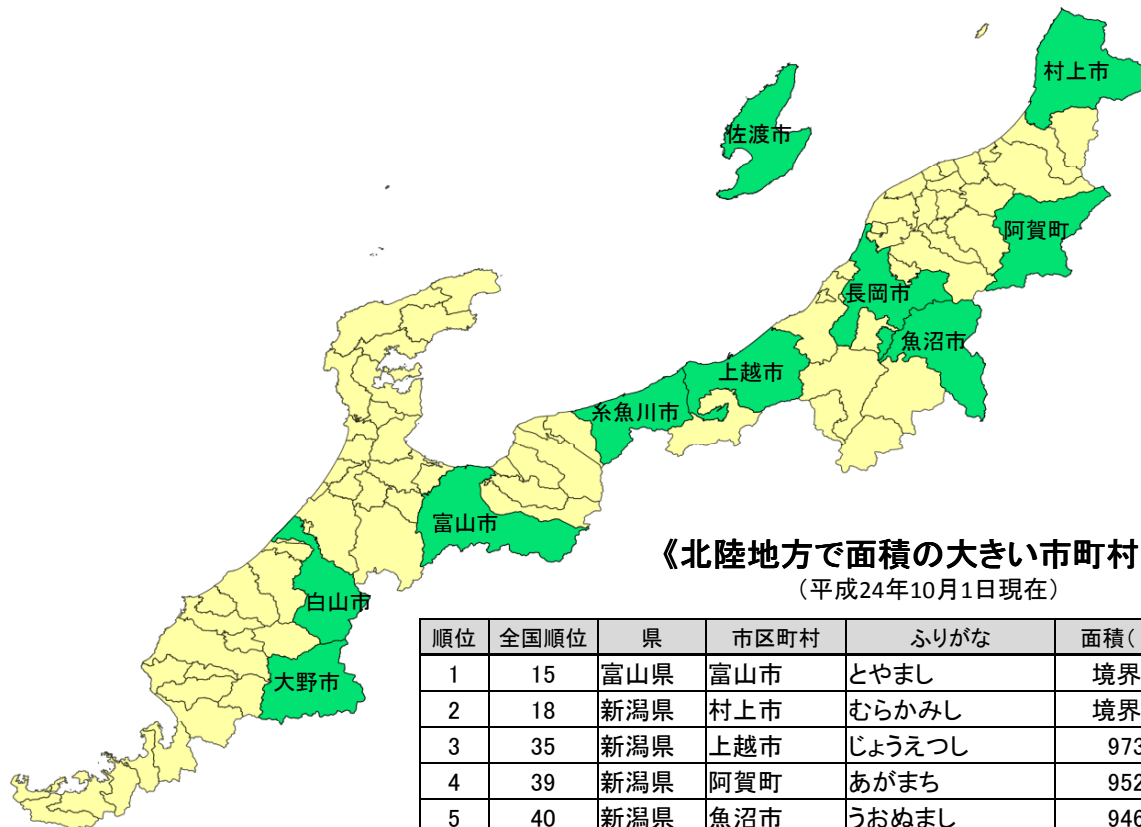 村上市
佐渡市
阿賀町
長岡市
魚沼市
上越市
糸魚川市
富山市
白山市
大野市
《北陸地方で面積の大きい市町村
（平成24年10月1日現在）
順位 全国順位 県 市区町村 ふりがな 面積(
1 15 富山県 富山市 とやまし 境界
2 18 新潟県 村上市 むらかみし 境界
3 35 新潟県 上越市 じょうえつし 973
4 39 新潟県 阿賀町 あがまち 952
5 40 新潟県 魚沼市 うおぬまし 946